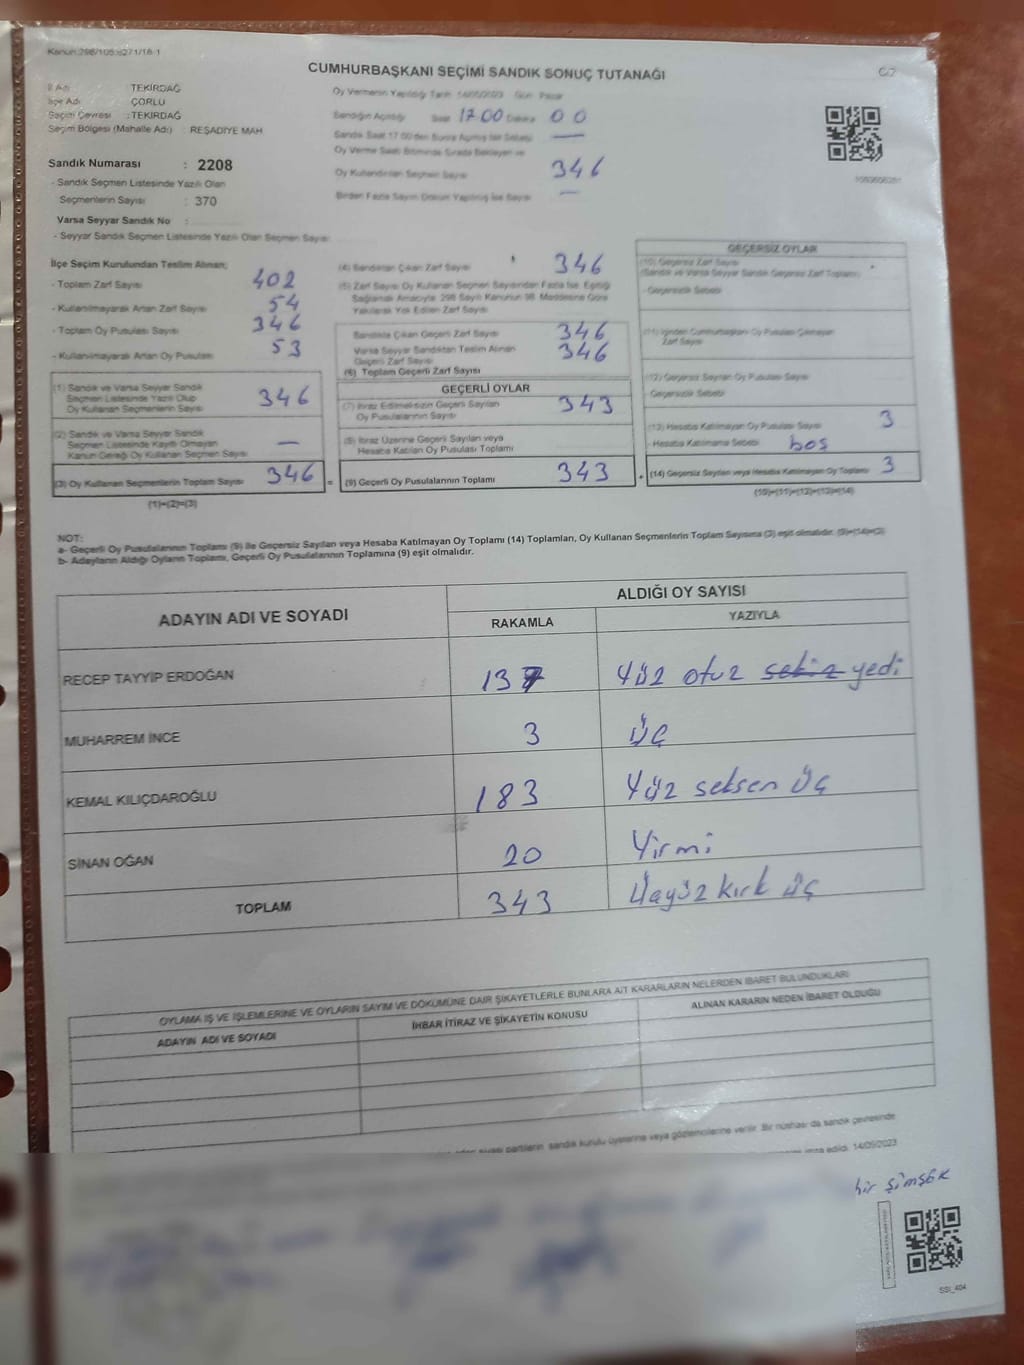 Kanun:298/105:6271/18-1
CUMHURBAŞKANI SEÇİMİ SANDIK SONUÇ TUTANAĞI
İl Adı : TEKİRDAĞ
İlçe Adı : ÇORLU
Seçim Çevresi : TEKİRDAĞ
Seçim Bölgesi (Mahalle Adı) : REŞADİYE MAH
Sandık Numarası : 2208
- Sandık Seçmen Listesinde Yazılı Olan
Seçmenlerin Sayısı : 370
Varsa Seyyar Sandık No :
- Seyyar Sandık Seçmen Listesinde Yazılı Olan Seçmen Sayısı:
Oy Vermenin Yapıldığı Tarih 14/05/2023 Gün Pazar
Sandığın Açıldığı Saat 17 00 Dakika 00
Sandık Saat 17:00'den Sonra Açılmış İse Sebebi —
Oy Verme Saati Bitiminde Sırada Bekleyen ve
Oy Kullandırılan Seçmen Sayısı 346
Birden Fazla Sayım Döküm Yapılmış İse Sayısı —
İlçe Seçim Kurulundan Teslim Alınan;
- Toplam Zarf Sayısı 402
- Kullanılmayarak Artan Zarf Sayısı 54
- Toplam Oy Pusulası Sayısı 346
- Kullanılmayarak Artan Oy Pusulası 53
(1) Sandık ve Varsa Seyyar Sandık
Seçmen Listesinde Yazılı Olup
Oy Kullanan Seçmenlerin Sayısı 346
(2) Sandık ve Varsa Seyyar Sandık
Seçmen Listesinde Kayıtlı Olmayan
Kanun Gereği Oy Kullanan Seçmen Sayısı —
(3) Oy Kullanan Seçmenlerin Toplam Sayısı 346 =
(1)+(2)=(3)
(4) Sandıktan Çıkan Zarf Sayısı 346
(5) Zarf Sayısı Oy Kullanan Seçmen Sayısından Fazla İse, Eşitliği
Sağlamak Amacıyla 298 Sayılı Kanunun 98. Maddesine Göre
Yakılarak Yok Edilen Zarf Sayısı
Sandıkta Çıkan Geçerli Zarf Sayısı 346
Varsa Seyyar Sandıktan Teslim Alınan
Geçerli Zarf Sayısı 346
(6) Toplam Geçerli Zarf Sayısı
GEÇERLİ OYLAR
(7) İtiraz Edilmeksizin Geçerli Sayılan
Oy Pusulalarının Sayısı 343
(8) İtiraz Üzerine Geçerli Sayılan veya
Hesaba Katılan Oy Pusulası Toplamı
(9) Geçerli Oy Pusulalarının Toplamı 343 +
GEÇERSİZ OYLAR
(10) Geçersiz Zarf Sayısı
(Sandık ve Varsa Seyyar Sandık Geçersiz Zarf Toplamı)
- Geçersizlik Sebebi
(11) İçinden Cumhurbaşkanı Oy Pusulası Çıkmayan
Zarf Sayısı
(12) Geçersiz Sayılan Oy Pusulası Sayısı
- Geçersizlik Sebebi
(13) Hesaba Katılmayan Oy Pusulası Sayısı 3
- Hesaba Katılmama Sebebi boş
(14) Geçersiz Sayılan veya Hesaba Katılmayan Oy Toplamı 3
(10)+(11)+(12)+(13)=(14)
NOT:
a- Geçerli Oy Pusulalarının Toplamı (9) ile Geçersiz Sayılan veya Hesaba Katılmayan Oy Toplamı (14) Toplamları, Oy Kullanan Seçmenlerin Toplam Sayısına (3) eşit olmalıdır. (9)+(14)=(3)
b- Adayların Aldığı Oyların Toplamı, Geçerli Oy Pusulalarının Toplamına (9) eşit olmalıdır.
ADAYIN ADI VE SOYADI
ALDIĞI OY SAYISI
RAKAMLA YAZIYLA
RECEP TAYYİP ERDOĞAN 137 Yüz otuz sekiz yedi
MUHARREM İNCE 3 Üç
KEMAL KILIÇDAROĞLU 183 Yüz seksen üç
SİNAN OĞAN 20 Yirmi
TOPLAM 343 Üçyüz kırk üç
OYLAMA İŞ VE İŞLEMLERİNE VE OYLARIN SAYIM VE DÖKÜMÜNE DAİR ŞİKAYETLERLE BUNLARA AİT KARARLARIN NELERDEN İBARET BULUNDUKLARI
ADAYIN ADI VE SOYADI
İHBAR İTİRAZ VE ŞİKAYETİN KONUSU
ALINAN KARARIN NEDEN İBARET OLDUĞU
siyasi partilerin sandık kurulu üyelerine veya gözlemcilerine verilir. Bir nüshası da sandık çevresinde
imza edildi. 14/05/2023
hir şimşek
SSI_404